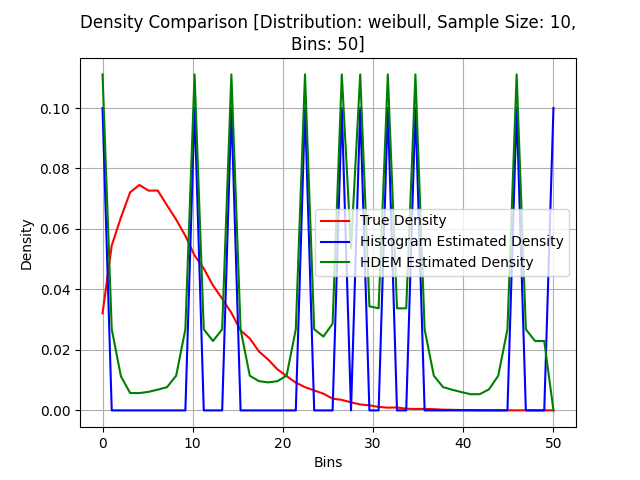 Density Comparison [Distribution: weibull, Sample Size: 10,
Bins: 50]
0.10
0.08
0.06
0.04
0.02
0.00
Density
True Density
Histogram Estimated Density
HDEM Estimated Density
0 10 20 30 40 50
Bins